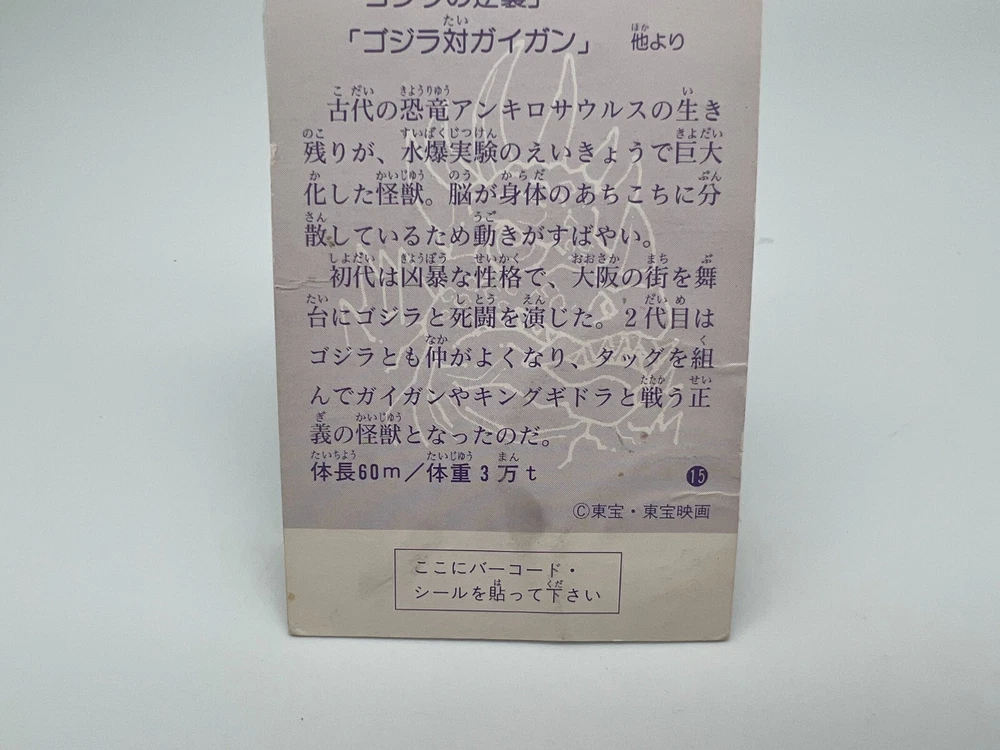 ゴジラの逆襲」
「ゴジラ対ガイガン」 他より
古代の恐竜アンキロサウルスの生き
残りが、水爆実験のえいきょうで巨大
化した怪獣。脳が身体のあちこちに分
散しているため動きがすばやい。
初代は凶暴な性格で、大阪の街を舞
台にゴジラと死闘を演じた。2代目は
ゴジラとも仲がよくなり、タッグを組
んでガイガンやキングギドラと戦う正
義の怪獣となったのだ。
体長60m/体重3万t
15
©東宝・東宝映画
ここにバーコード・
シールを貼って下さい